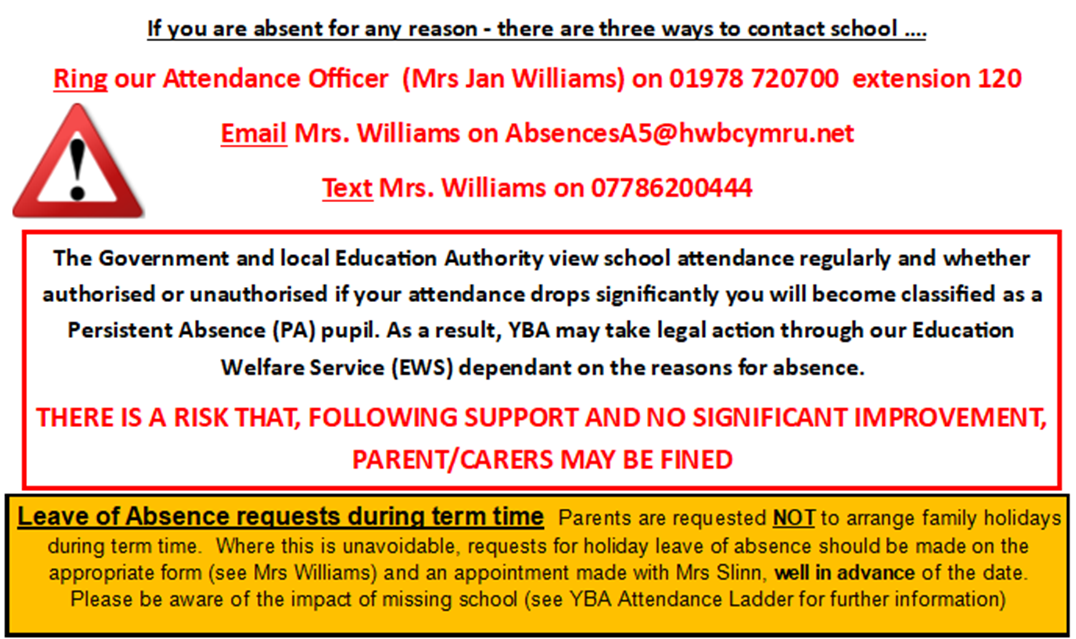 If you are absent for any reason - there are three ways to contact school ....
Ring our Attendance Officer (Mrs Jan Williams) on 01978 720700 extension 120
Email Mrs. Williams on AbsencesA5@hwbcymru.net
Text Mrs. Williams on 07786200444
The Government and local Education Authority view school attendance regularly and whether
authorised or unauthorised if your attendance drops significantly you will become classified as a
Persistent Absence (PA) pupil. As a result, YBA may take legal action through our Education
Welfare Service (EWS) dependant on the reasons for absence.
THERE IS A RISK THAT, FOLLOWING SUPPORT AND NO SIGNIFICANT IMPROVEMENT,
PARENT/CARERS MAY BE FINED
Leave of Absence requests during term time Parents are requested NOT to arrange family holidays
during term time. Where this is unavoidable, requests for holiday leave of absence should be made on the
appropriate form (see Mrs Williams) and an appointment made with Mrs Slinn, well in advance of the date.
Please be aware of the impact of missing school (see YBA Attendance Ladder for further information)